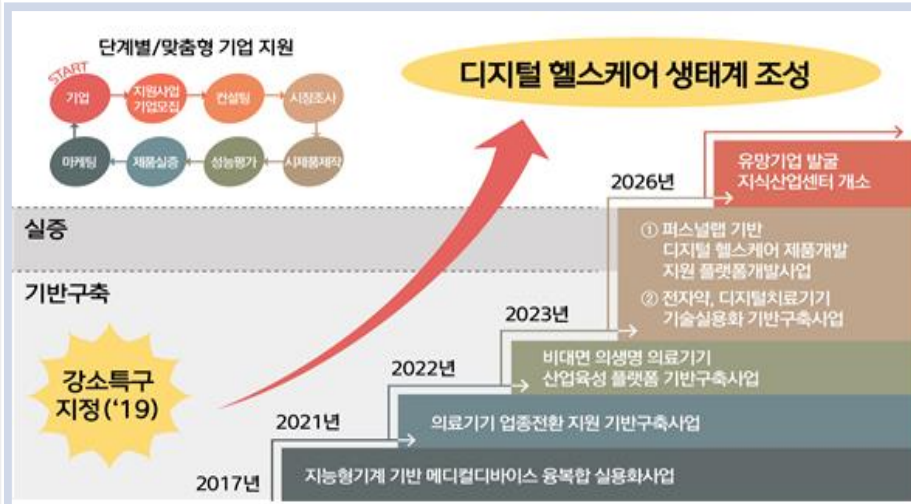 단계별/맞춤형 기업 지원
START
기업
지원사업
기업모집
컨설팅
시장조사
마케팅
제품실증
성능평가
시제품제작
디지털 헬스케어 생태계 조성
유망기업 발굴
지식산업센터 개소
2026년
실증
① 퍼스널랩 기반
디지털 헬스케어 제품개발
지원 플랫폼개발사업
② 전자약, 디지털치료기기
기술실용화 기반구축사업
기반구축
2023년
비대면 의생명 의료기기
산업육성 플랫폼 기반구축사업
강소특구
지정('19)
2022년
의료기기 업종전환 지원 기반구축사업
2021년
지능형기계 기반 메디컬디바이스 융복합 실용화사업
2017년